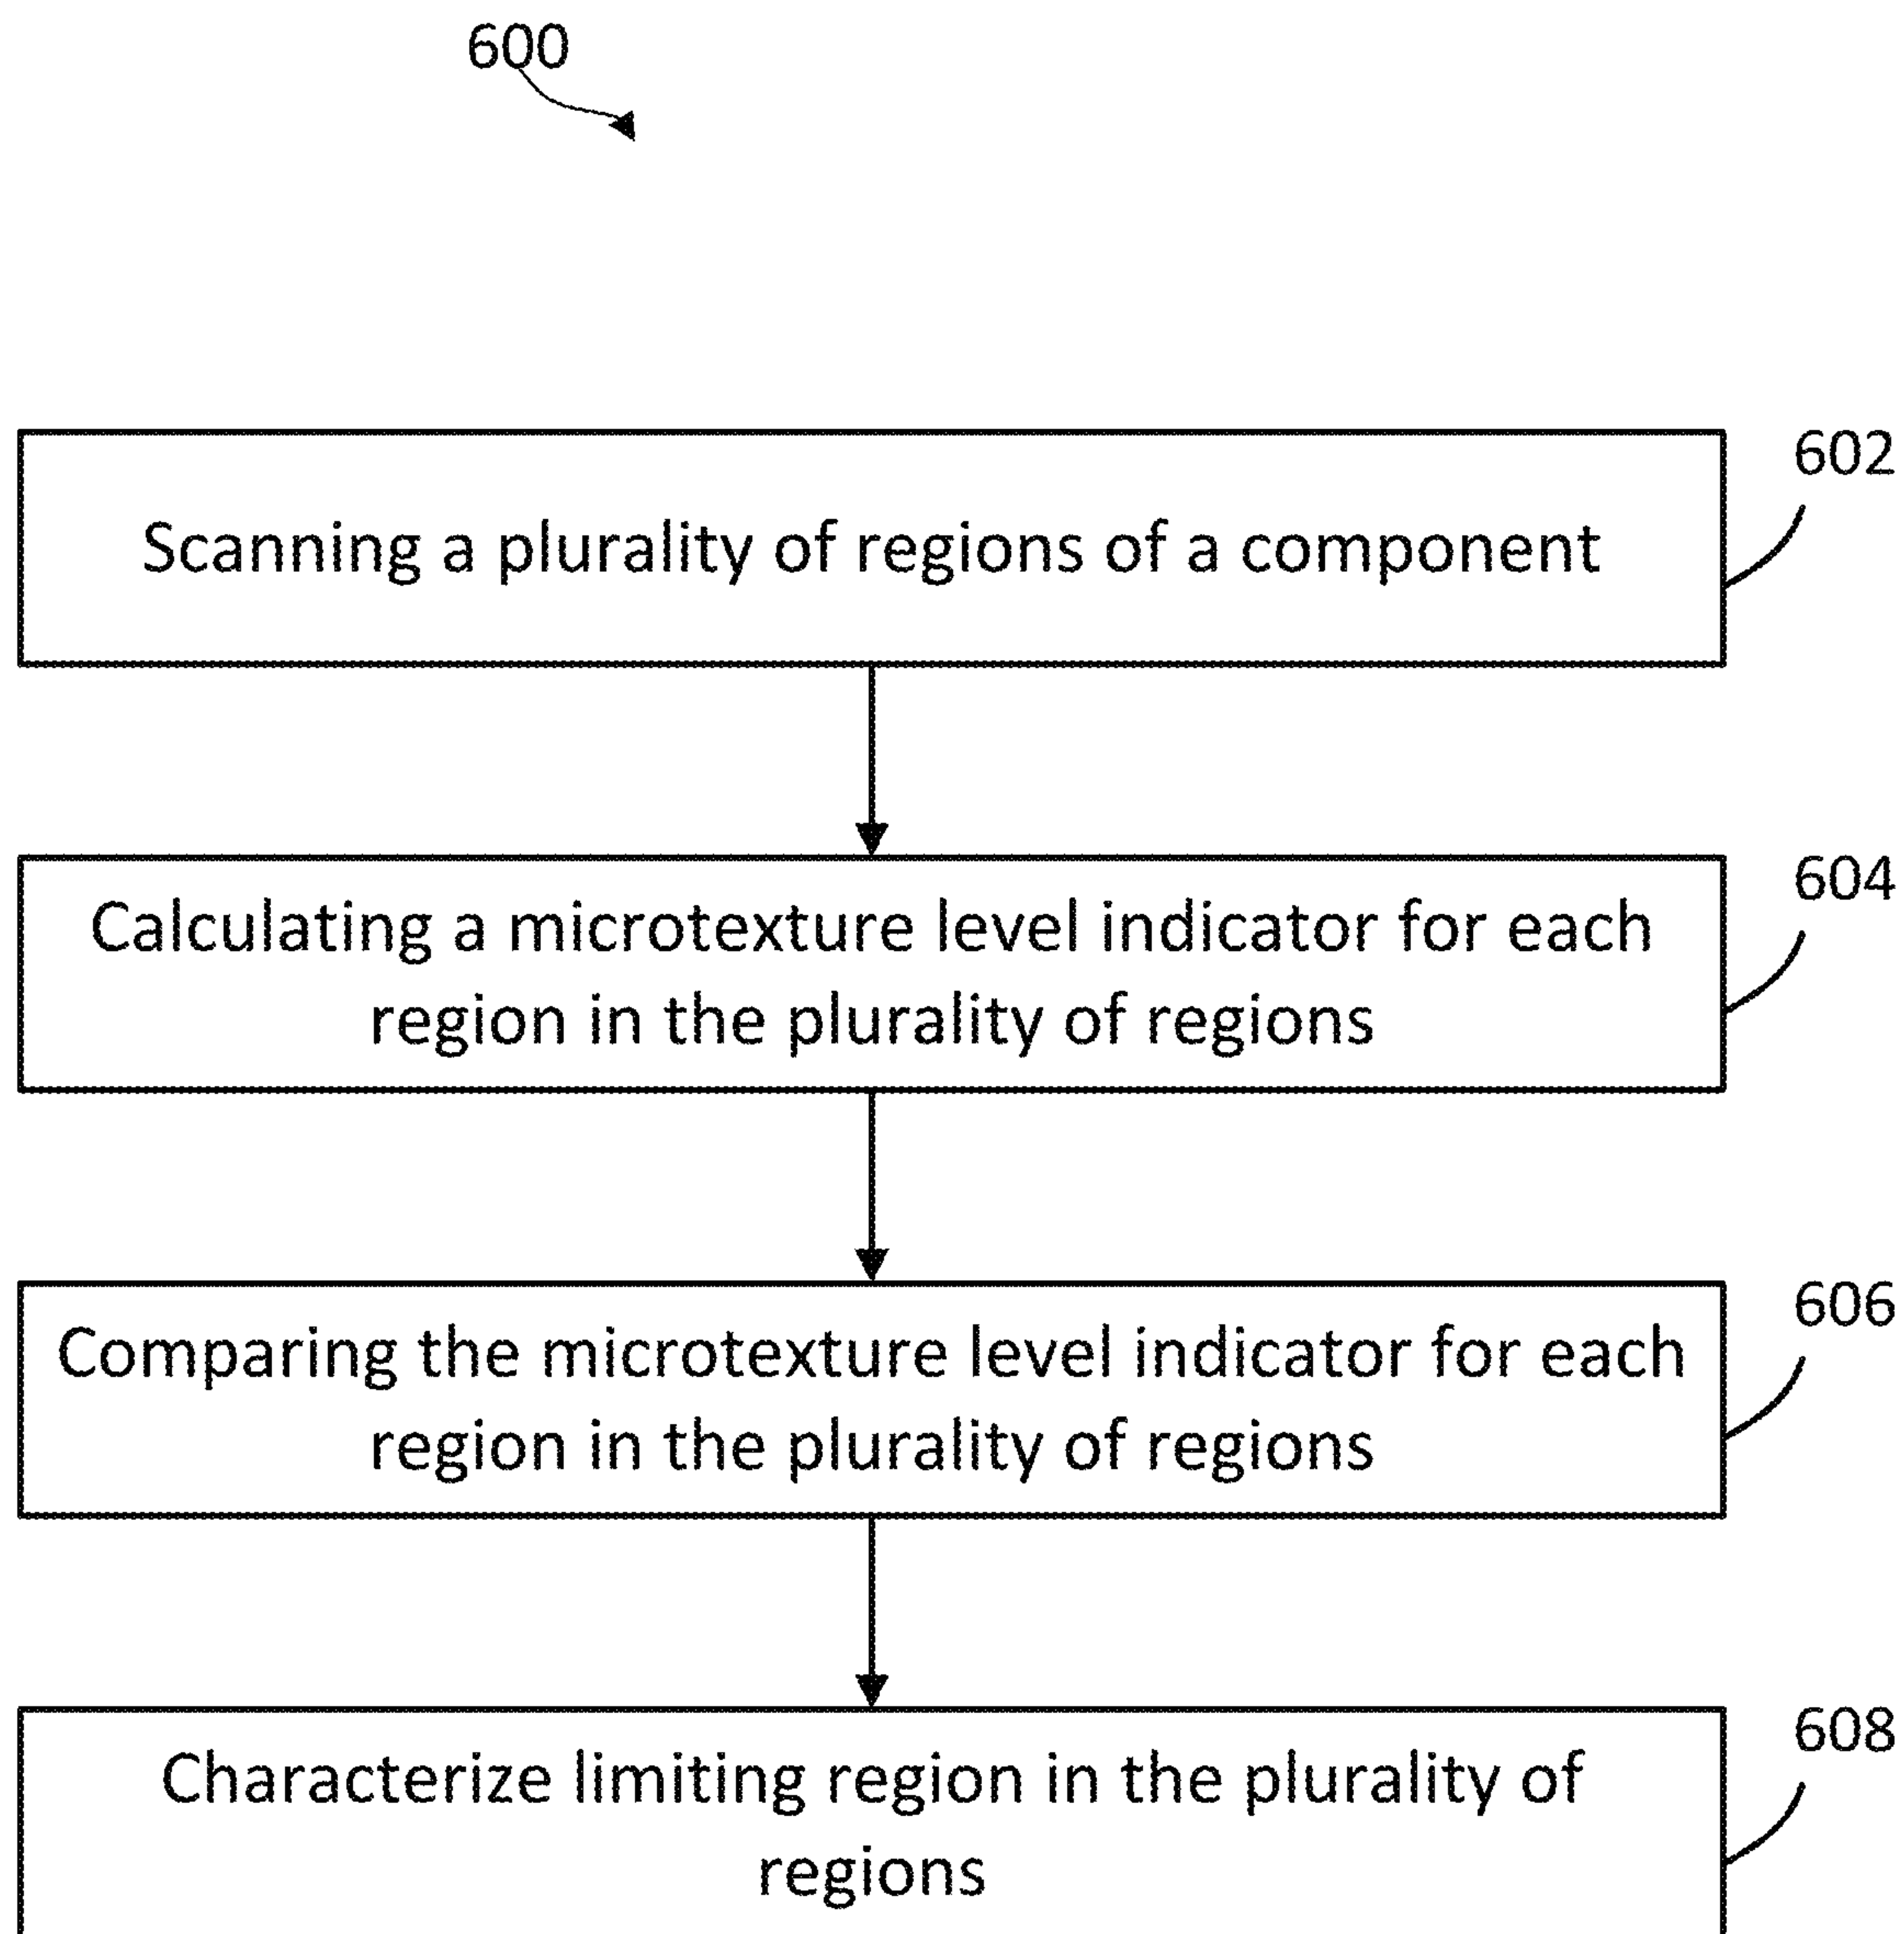 600
602
Scanning a plurality of regions of a component
604
Calculating a microtexture level indicator for each
region in the plurality of regions
606
Comparing the microtexture level indicator for each
region in the plurality of regions
608
Characterize limiting region in the plurality of
regions